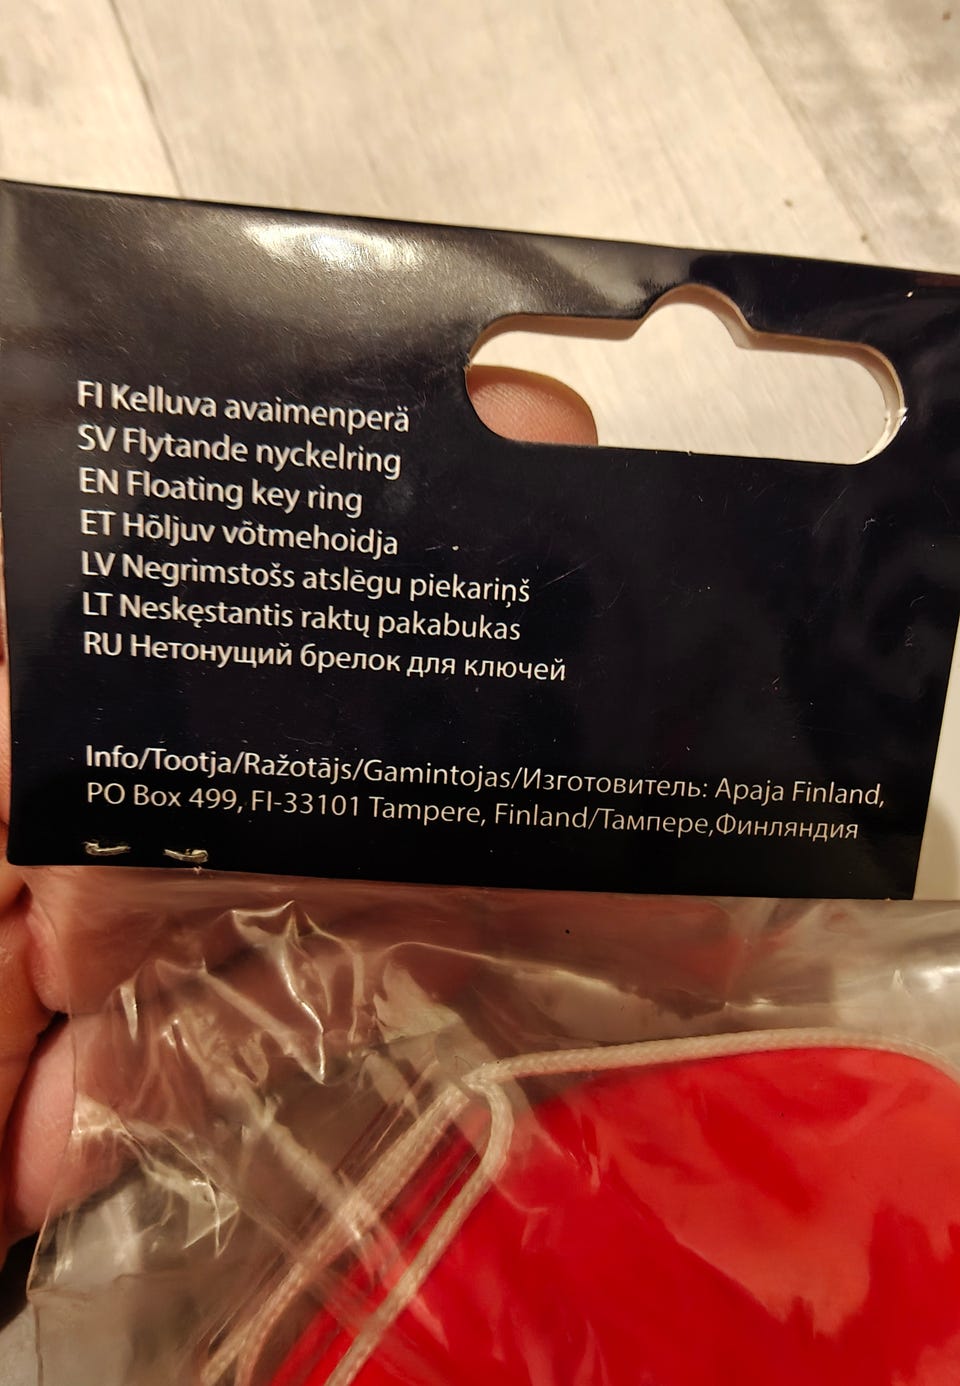 FI Kelluva avaimenperä
SV Flytande nyckelring
EN Floating key ring
ET Hõljuv võtmehoidja
LV Negrimstošs atslēgu piekariņš
LT Neskęstantis raktų pakabukas
RU Нетонущий брелок для ключей
Info/Tootja/Ražotājs/Gamintojas/Изготовитель: Apaja Finland,
PO Box 499, FI-33101 Tampere, Finland/Тампере,Финляндия